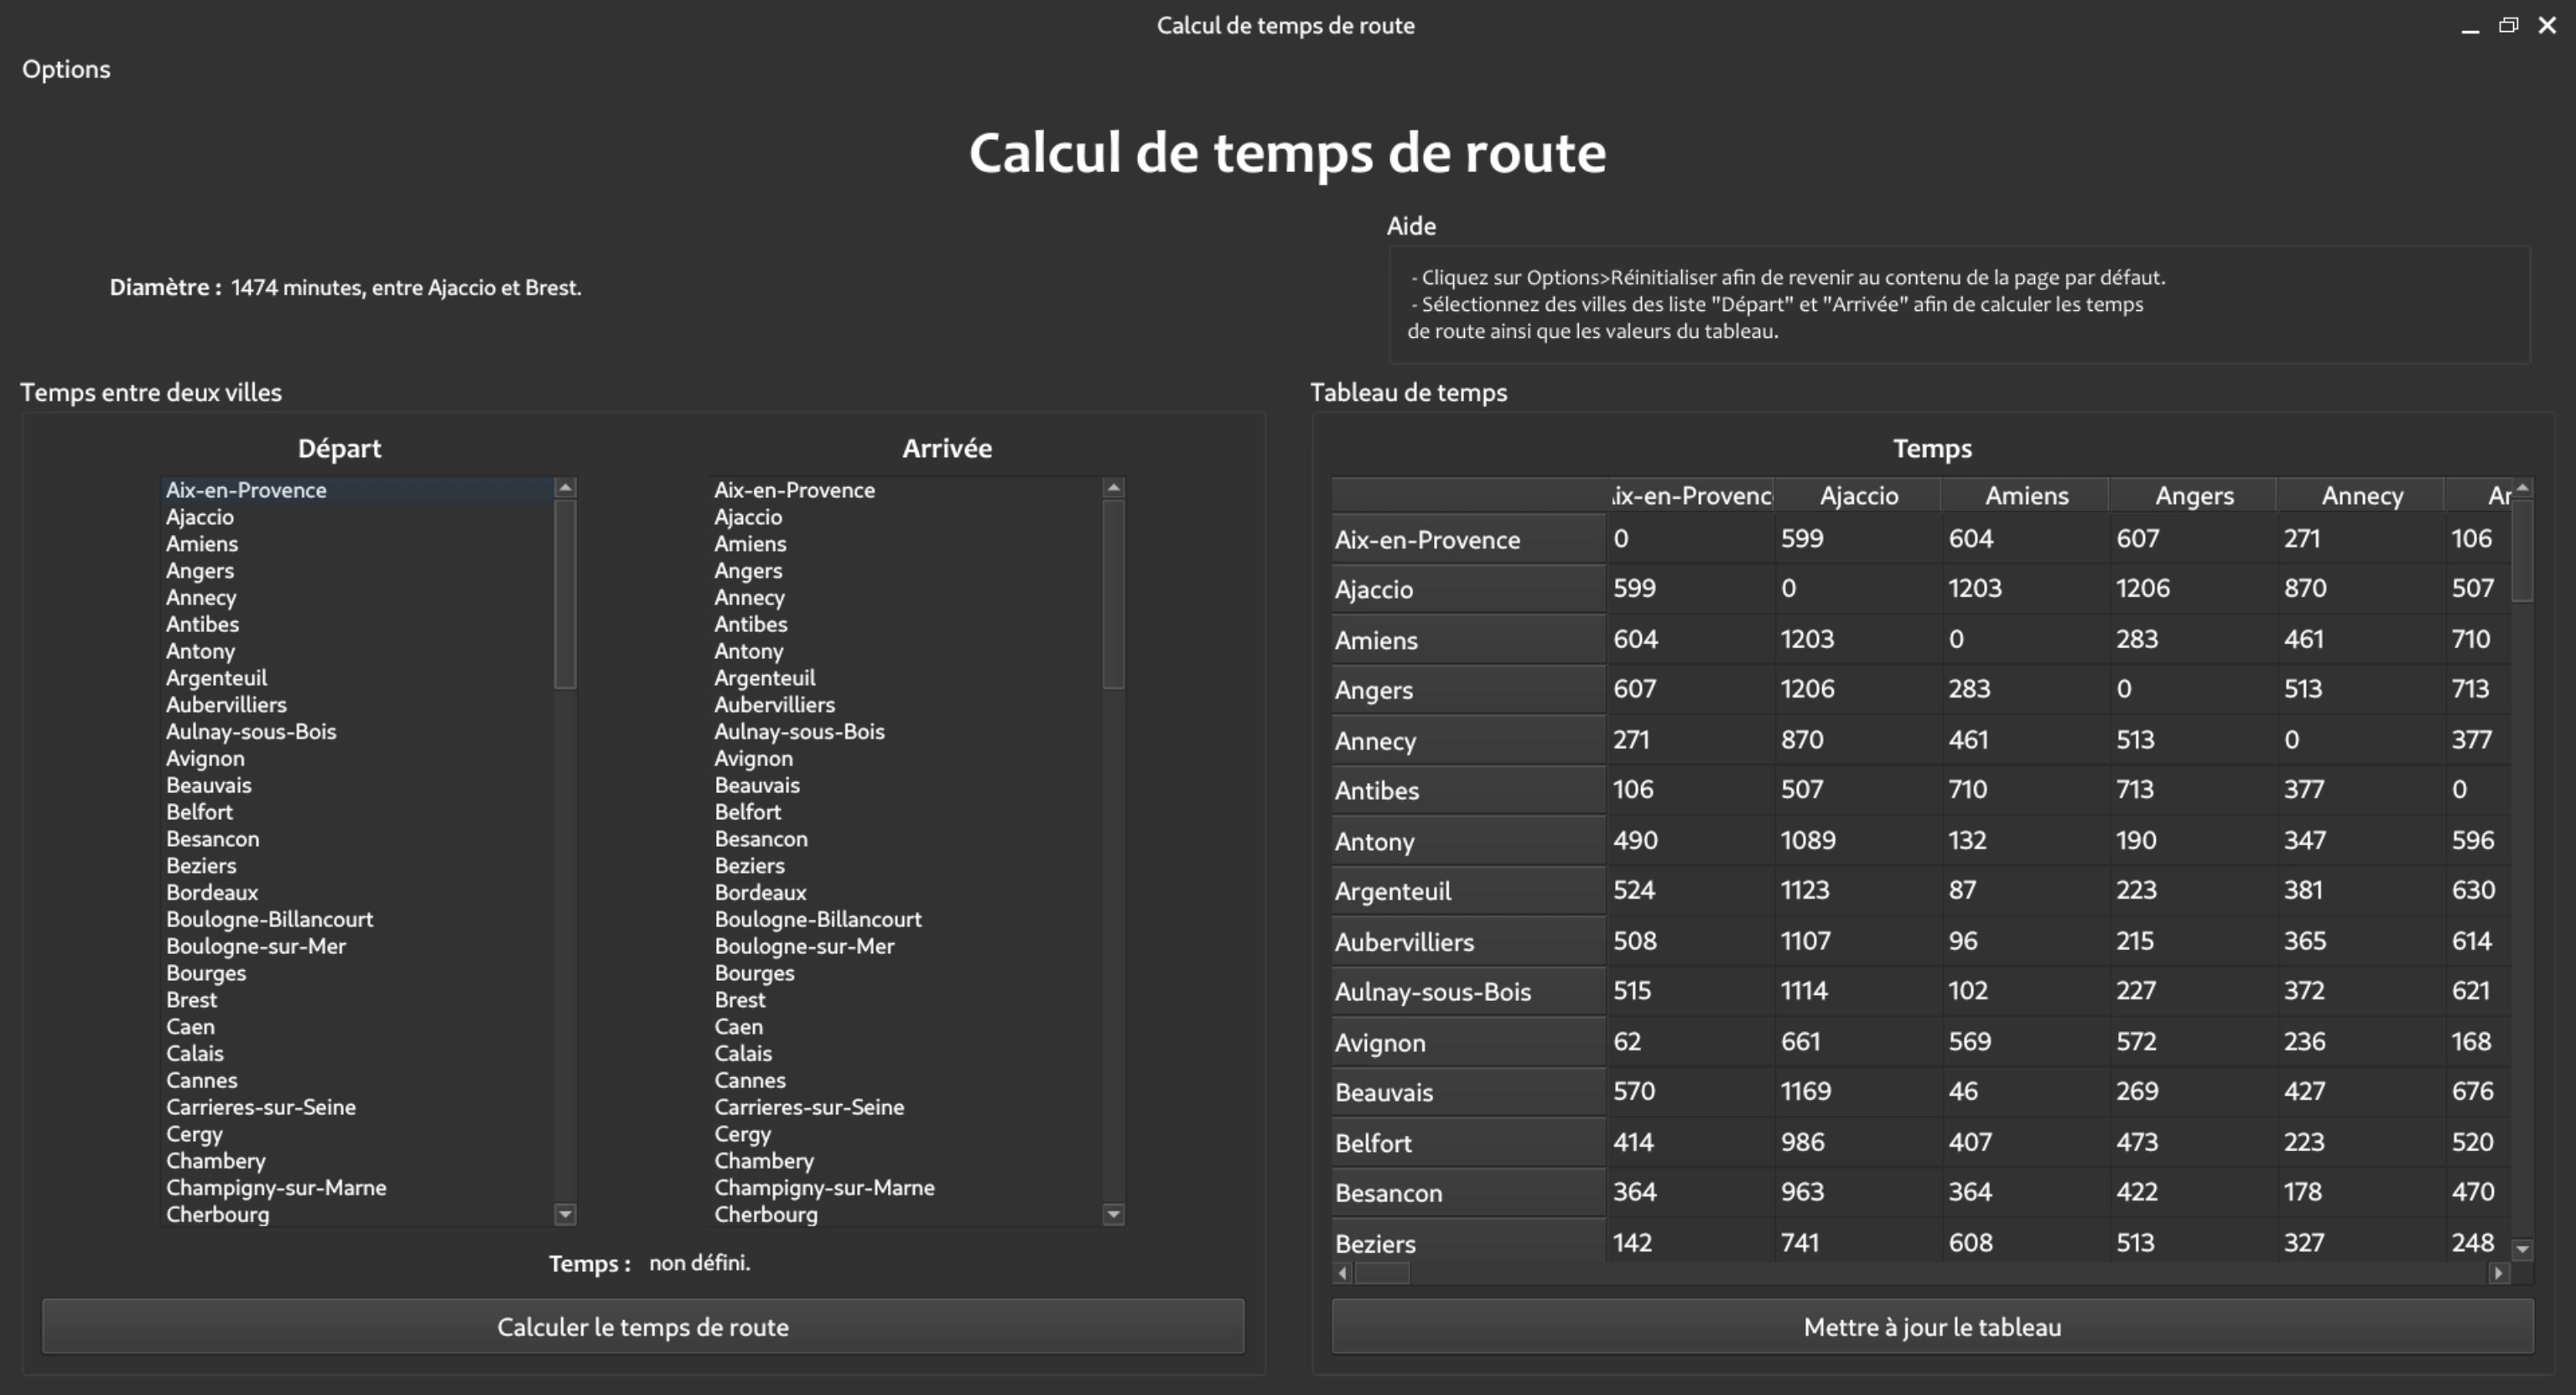 Calcul de temps de route
Options
Calcul de temps de route
Aide
- Cliquez sur Options>Réinitialiser afin de revenir au contenu de la page par défaut.
- Sélectionnez des villes des liste "Départ" et "Arrivée" afin de calculer les temps
de route ainsi que les valeurs du tableau.
Diamètre : 1474 minutes, entre Ajaccio et Brest.
Temps entre deux villes
Départ
Aix-en-Provence
Ajaccio
Amiens
Angers
Annecy
Antibes
Antony
Argenteuil
Aubervilliers
Aulnay-sous-Bois
Avignon
Beauvais
Belfort
Besancon
Beziers
Bordeaux
Boulogne-Billancourt
Boulogne-sur-Mer
Bourges
Brest
Caen
Calais
Cannes
Carrieres-sur-Seine
Cergy
Chambery
Champigny-sur-Marne
Cherbourg
Arrivée
Aix-en-Provence
Ajaccio
Amiens
Angers
Annecy
Antibes
Antony
Argenteuil
Aubervilliers
Aulnay-sous-Bois
Avignon
Beauvais
Belfort
Besancon
Beziers
Bordeaux
Boulogne-Billancourt
Boulogne-sur-Mer
Bourges
Brest
Caen
Calais
Cannes
Carrieres-sur-Seine
Cergy
Chambery
Champigny-sur-Marne
Cherbourg
Temps : non défini.
Calculer le temps de route
Tableau de temps
Temps
ix-en-Provenc Ajaccio Amiens Angers Annecy Ar
Aix-en-Provence 0 599 604 607 271 106
Ajaccio 599 0 1203 1206 870 507
Amiens 604 1203 0 283 461 710
Angers 607 1206 283 0 513 713
Annecy 271 870 461 513 0 377
Antibes 106 507 710 713 377 0
Antony 490 1089 132 190 347 596
Argenteuil 524 1123 87 223 381 630
Aubervilliers 508 1107 96 215 365 614
Aulnay-sous-Bois 515 1114 102 227 372 621
Avignon 62 661 569 572 236 168
Beauvais 570 1169 46 269 427 676
Belfort 414 986 407 473 223 520
Besancon 364 963 364 422 178 470
Beziers 142 741 608 513 327 248
Mettre à jour le tableau